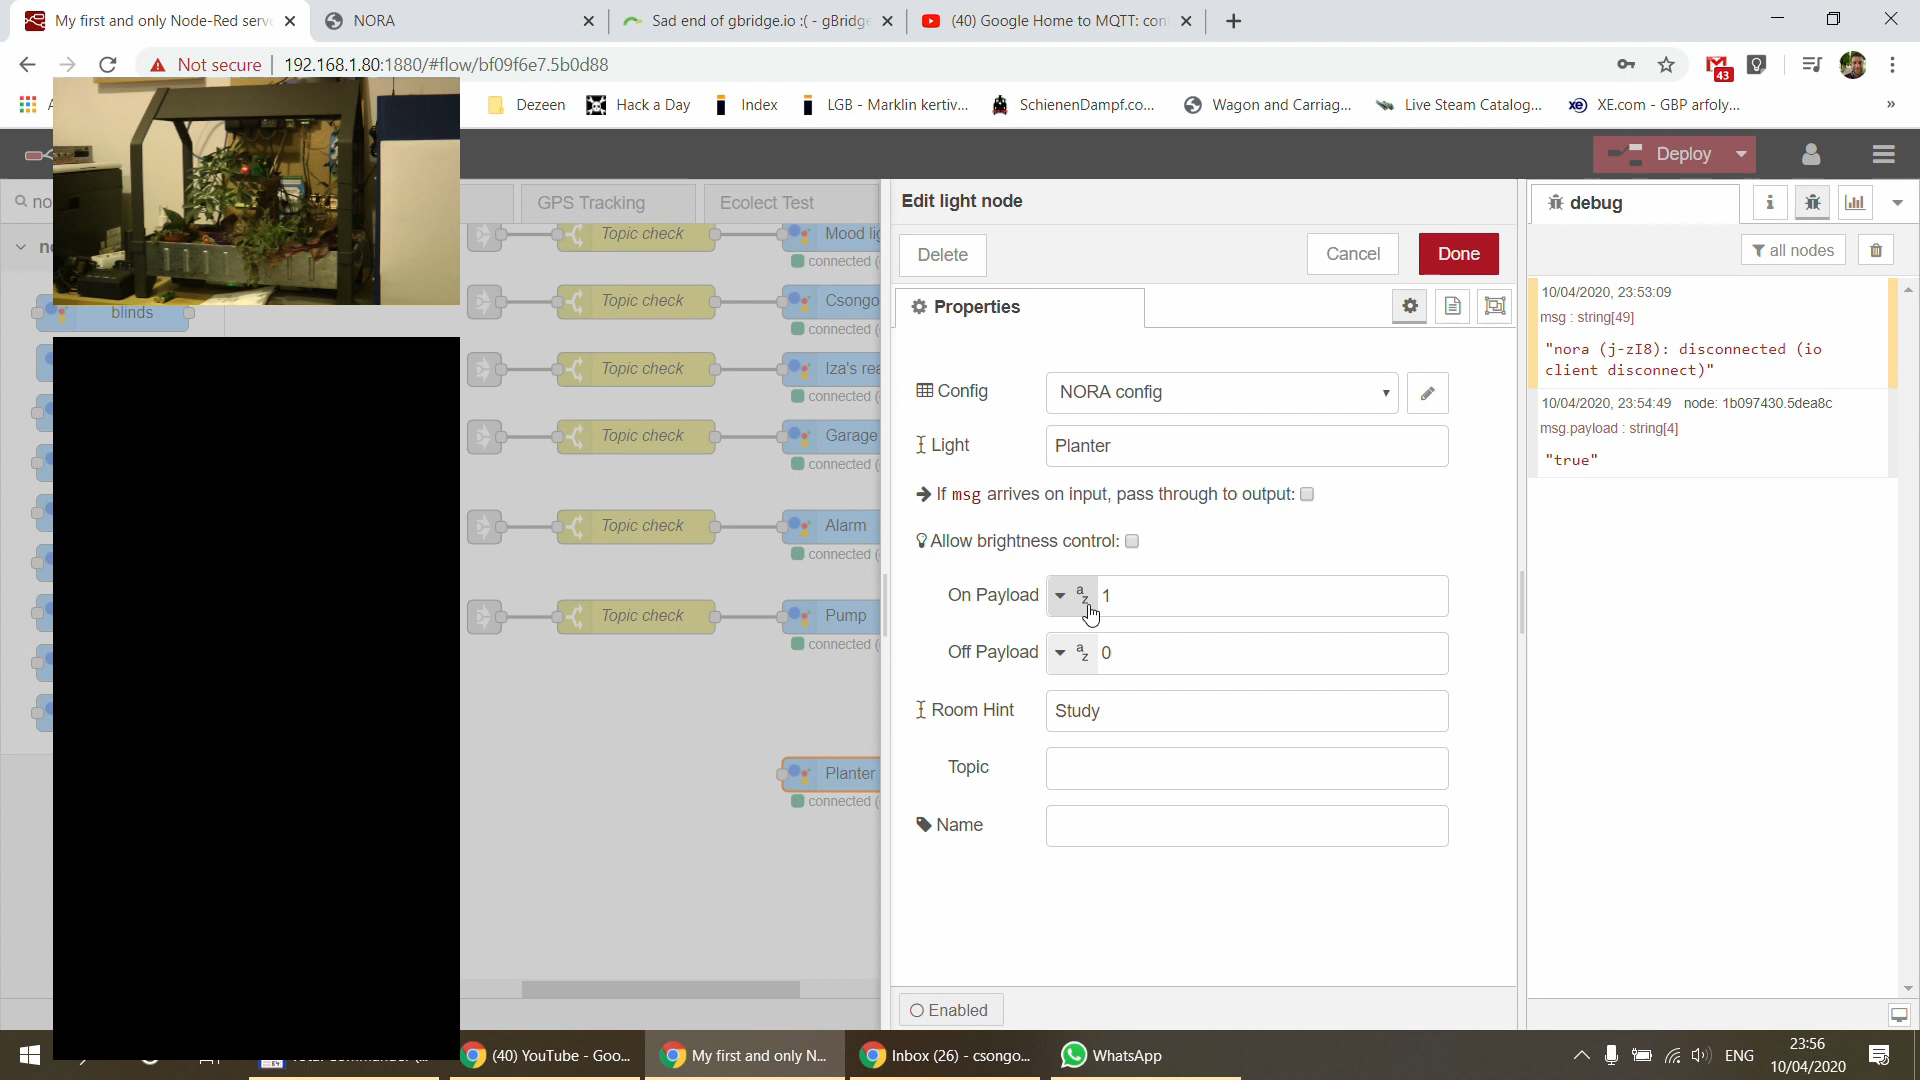 My first and only Node-Red serve
NORA
Sad end of gbridge.io :( - gBridge
(40) Google Home to MQTT: con
Not secure
192.168.1.80:1880/#flow/bf09f6e7.5b0d88
43
Dezeen
Hack a Day
Index
LGB - Marklin kertiv...
SchienenDampf.co...
Wagon and Carriag...
Live Steam Catalog...
XE.com - GBP arfoly...
»
Deploy
no
GPS Tracking
Ecolect Test
blinds
Topic check
Mood lig
connected (
Topic check
Csongo
connected (
Topic check
Iza's rea
connected (
Topic check
Garage
connected (
Topic check
Alarm
connected (
Topic check
Pump
connected (
Planter
connected (
Edit light node
Delete
Cancel
Done
Properties
Config
NORA config
Light
Planter
If msg arrives on input, pass through to output:
Allow brightness control:
On Payload
1
Off Payload
0
Room Hint
Study
Topic
Name
Enabled
debug
all nodes
10/04/2020, 23:53:09
msg : string[49]
"nora (j-zI8): disconnected (io
client disconnect)"
10/04/2020, 23:54:49 node: 1b097430.5dea8c
msg.payload : string[4]
"true"
(40) YouTube - Goo...
My first and only N...
Inbox (26) - csongo...
WhatsApp
ENG
23:56
10/04/2020